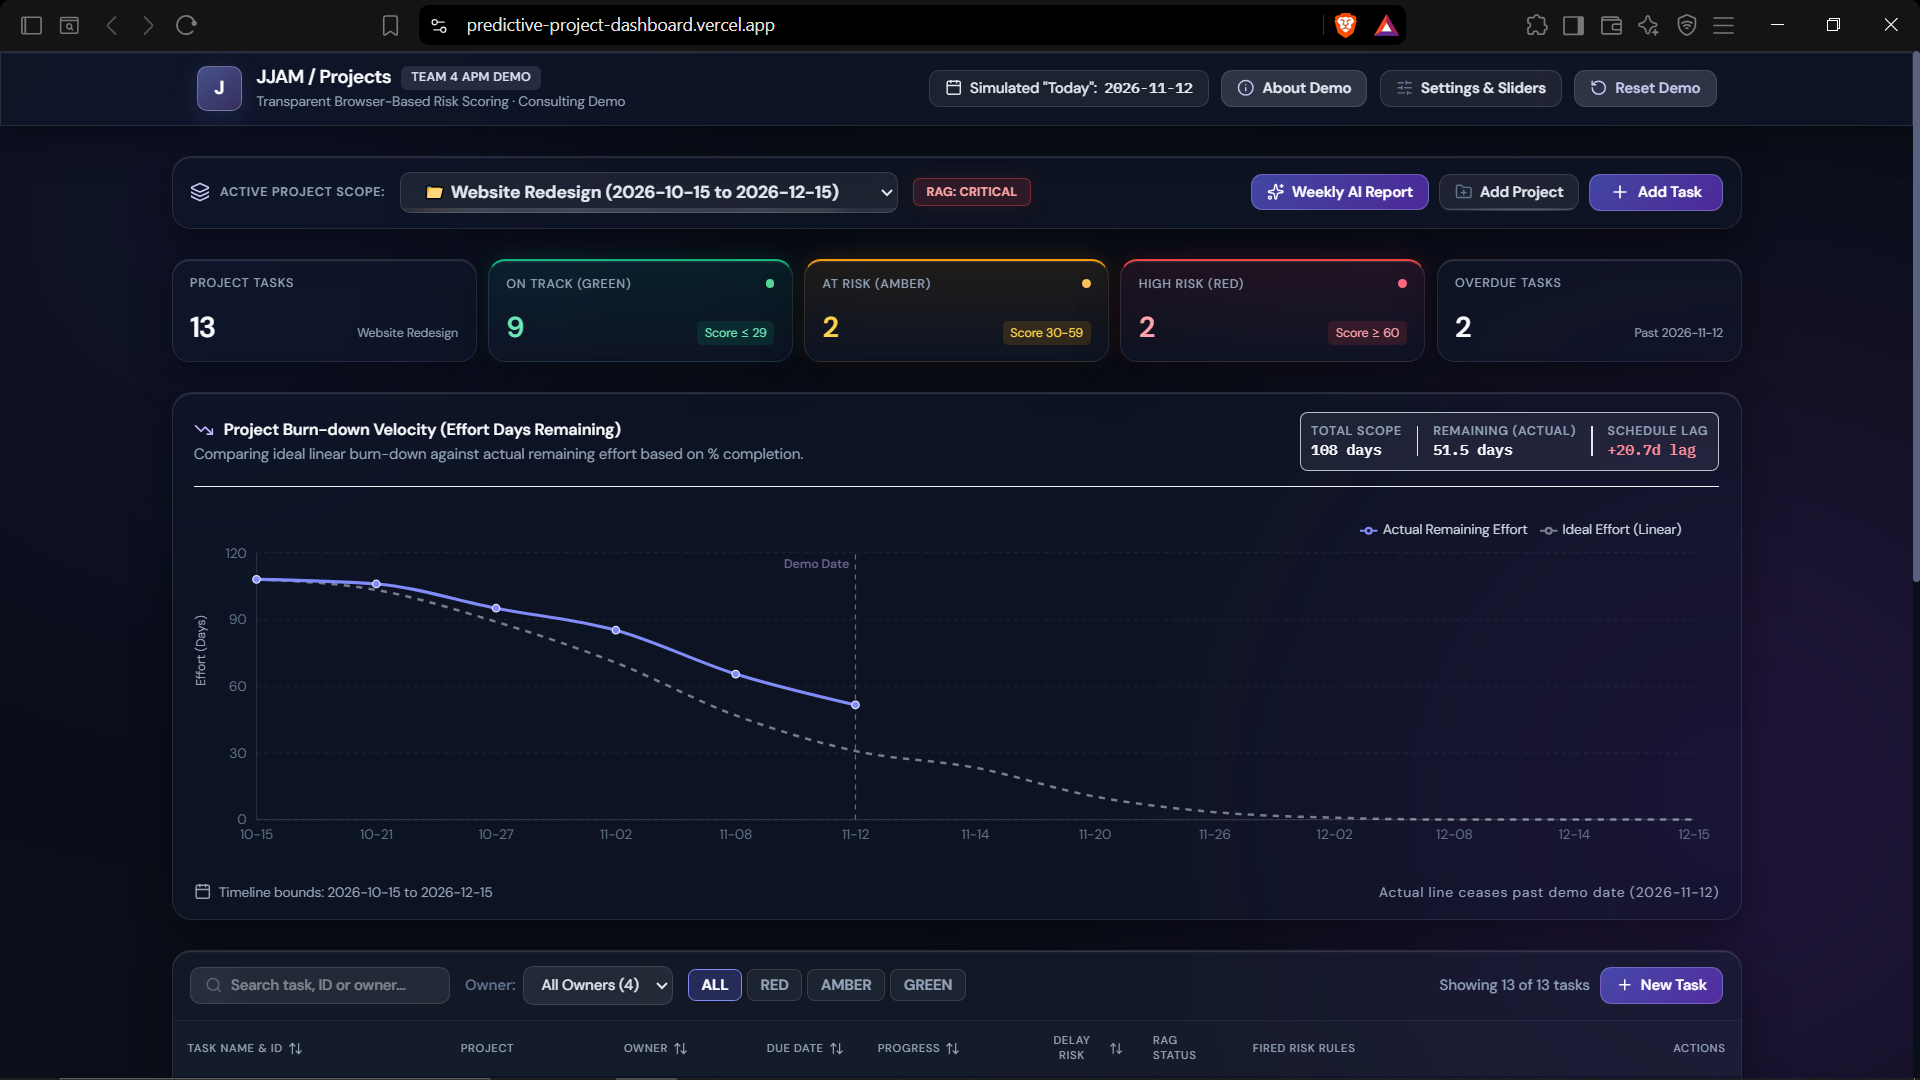 predictive-project-dashboard.vercel.app
J
JJAM / Projects TEAM 4 APM DEMO
Transparent Browser-Based Risk Scoring · Consulting Demo
Simulated "Today": 2026-11-12
About Demo
Settings & Sliders
Reset Demo
ACTIVE PROJECT SCOPE:
Website Redesign (2026-10-15 to 2026-12-15)
RAG: CRITICAL
Weekly AI Report
Add Project
Add Task
PROJECT TASKS
13
Website Redesign
ON TRACK (GREEN)
9
Score ≤ 29
AT RISK (AMBER)
2
Score 30-59
HIGH RISK (RED)
2
Score ≥ 60
OVERDUE TASKS
2
Past 2026-11-12
Project Burn-down Velocity (Effort Days Remaining)
Comparing ideal linear burn-down against actual remaining effort based on % completion.
TOTAL SCOPE
108 days
REMAINING (ACTUAL)
51.5 days
SCHEDULE LAG
+20.7d lag
Actual Remaining Effort
Ideal Effort (Linear)
Demo Date
Effort (Days)
120
90
60
30
0
10-15 10-21 10-27 11-02 11-08 11-12 11-14 11-20 11-26 12-02 12-08 12-14 12-15
Timeline bounds: 2026-10-15 to 2026-12-15
Actual line ceases past demo date (2026-11-12)
Search task, ID or owner...
Owner:
All Owners (4)
ALL
RED
AMBER
GREEN
Showing 13 of 13 tasks
New Task
TASK NAME & ID
PROJECT
OWNER
DUE DATE
PROGRESS
DELAY RISK
RAG STATUS
FIRED RISK RULES
ACTIONS